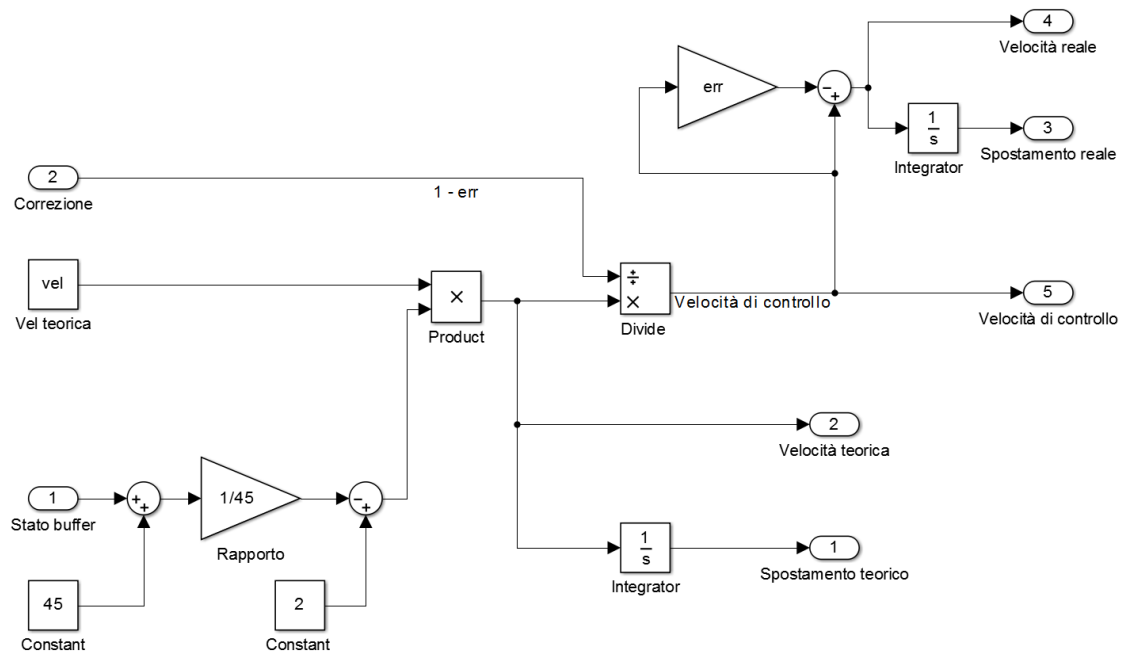 4
Velocità reale
err
−
+
1
s
Integrator
3
Spostamento reale
2
Correzione
1 - err
vel
Vel teorica
×
Product
÷
×
Divide
Velocità di controllo
5
Velocità di controllo
2
Velocità teorica
1
Stato buffer
+
+
1/45
Rapporto
−
+
45
Constant
2
Constant
1
s
Integrator
1
Spostamento teorico